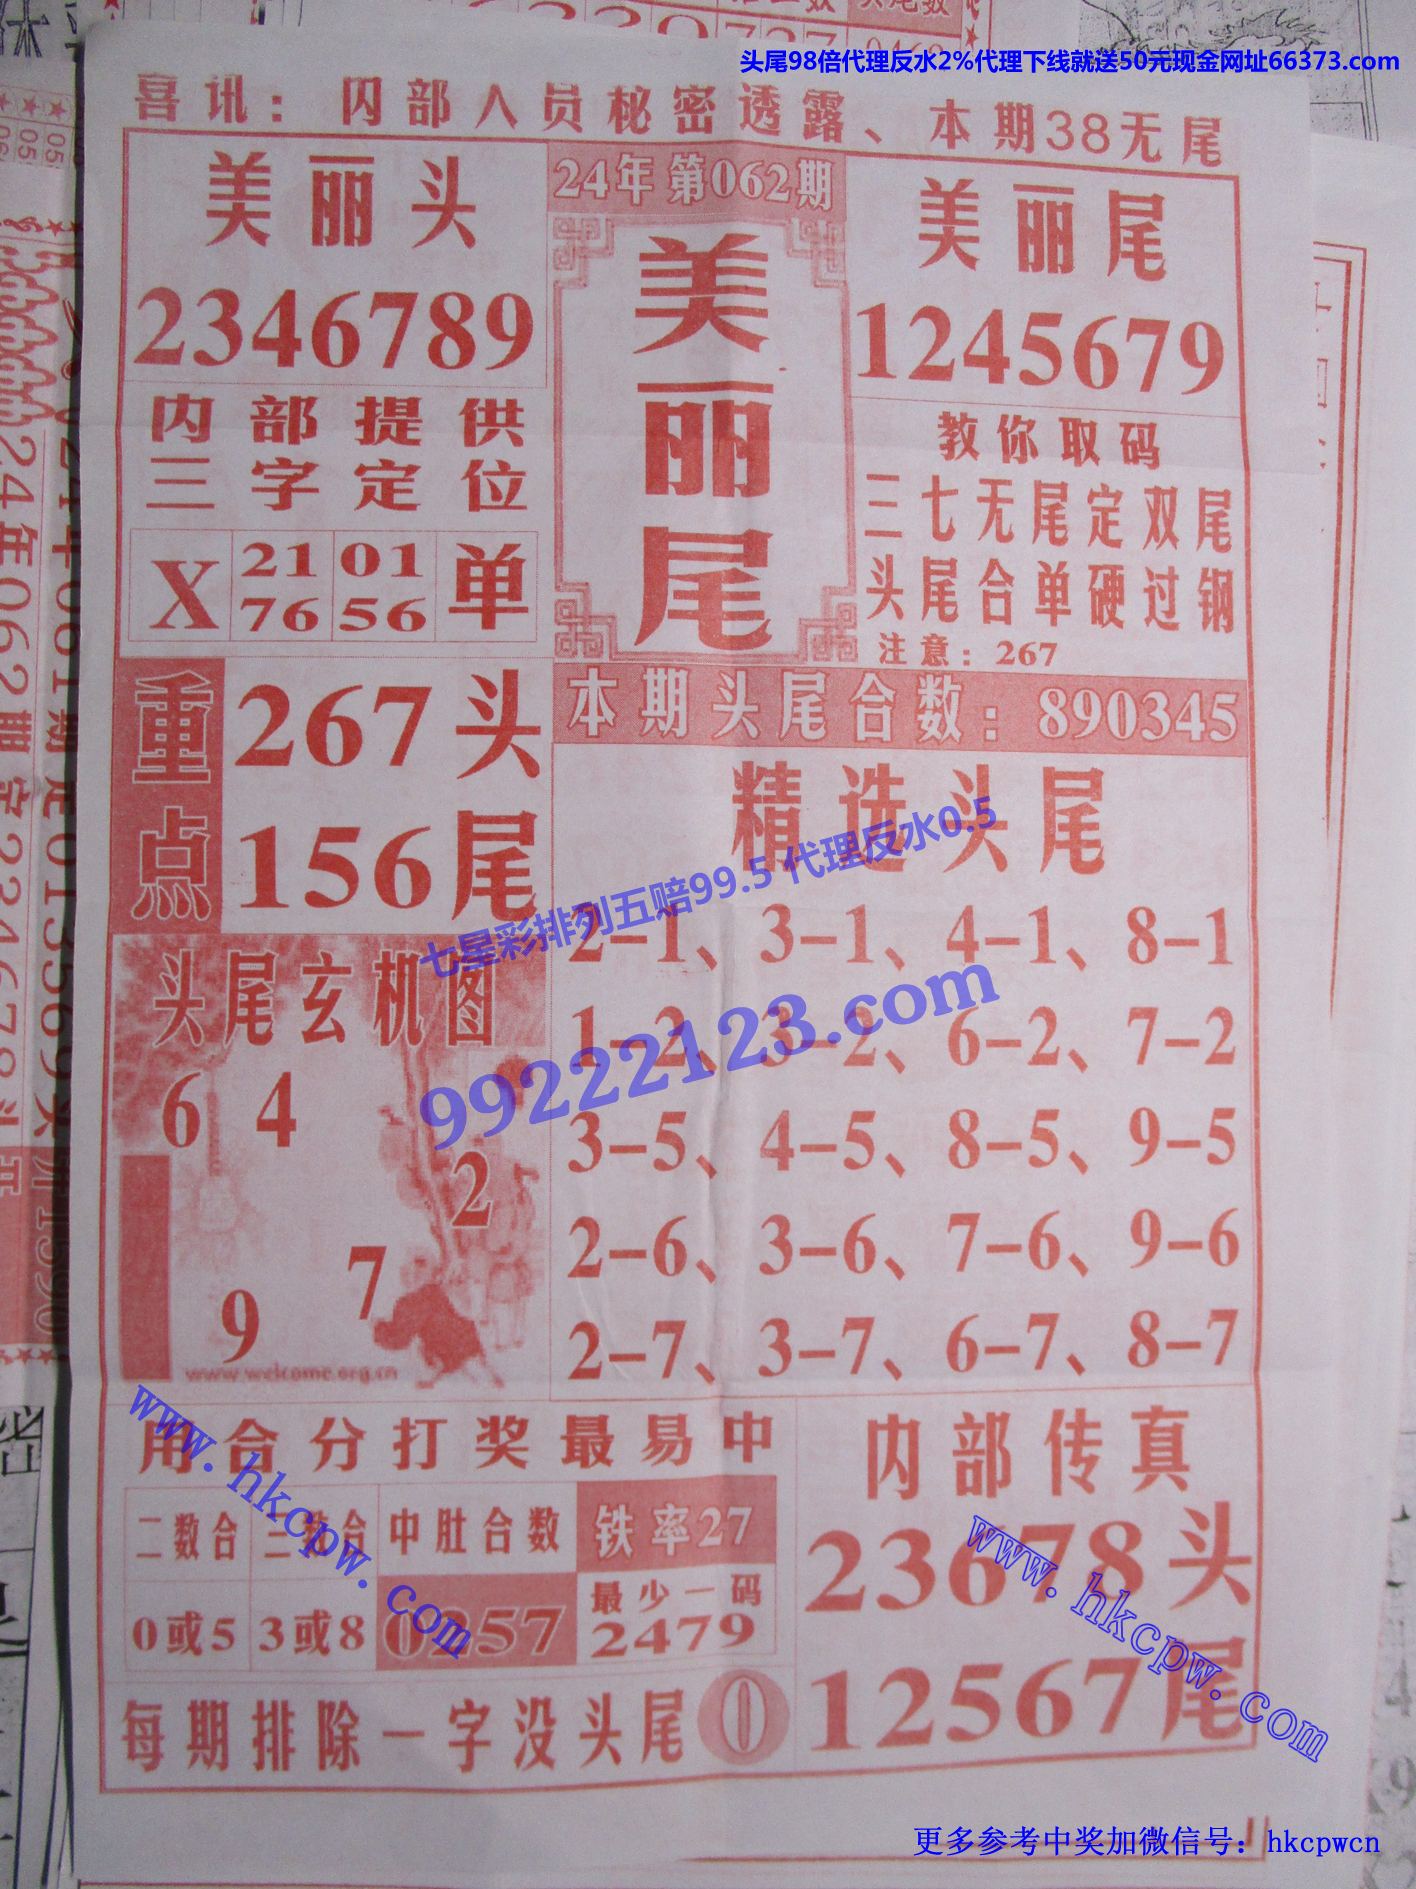 头尾98倍代理反水2%代理下线就送50元现金网址66373.com
喜讯：内部人员秘密透露、本期38无尾
美丽头
2346789
24年第062期
美丽尾
美丽尾
1245679
内部提供
三字定位
X 21 01 单
76 56
教你取码
三七无尾定双尾
头尾合单硬过钢
注意：267
重点
267头
156尾
本期头尾合数：890345
精选头尾
2–1、3–1、4–1、8–1
1–2、3–2、6–2、7–2
3–5、4–5、8–5、9–5
2–6、3–6、7–6、9–6
2–7、3–7、6–7、8–7
七星彩排列五赔99.5 代理反水0.5
99222123.com
头尾玄机图
6 4
2
7
9
www.welcome.org.cn
用合分打奖最易中
二数合 三数合 中肚合数 铁率27
0或5 3或8 0257 最少一码
2479
每期排除一字没头尾 0
内部传真
23678头
12567尾
www.hkcpw.com
www.hkcpw.com
更多参考中奖加微信号：hkcpwcn